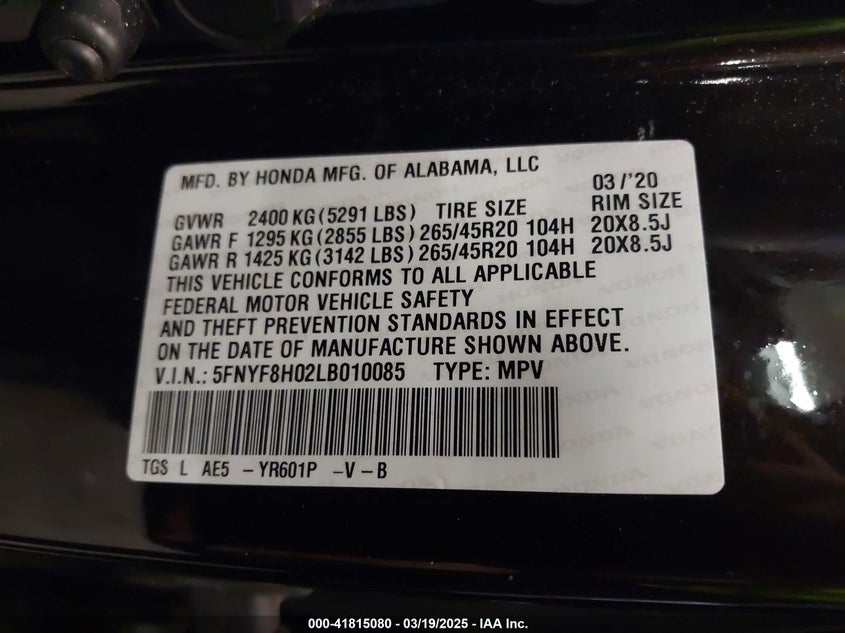 MFD. BY HONDA MFG. OF ALABAMA, LLC 03/'20
GVWR 2400 KG (5291 LBS) TIRE SIZE RIM SIZE
GAWR F 1295 KG (2855 LBS) 265/45R20 104H 20X8.5J
GAWR R 1425 KG (3142 LBS) 265/45R20 104H 20X8.5J
THIS VEHICLE CONFORMS TO ALL APPLICABLE
FEDERAL MOTOR VEHICLE SAFETY
AND THEFT PREVENTION STANDARDS IN EFFECT
ON THE DATE OF MANUFACTURE SHOWN ABOVE.
V.I.N.: 5FNYF8H02LB010085 TYPE: MPV
TGS L AE5 - YR601P - V - B
000-41815080 - 03/19/2025 - IAA Inc.